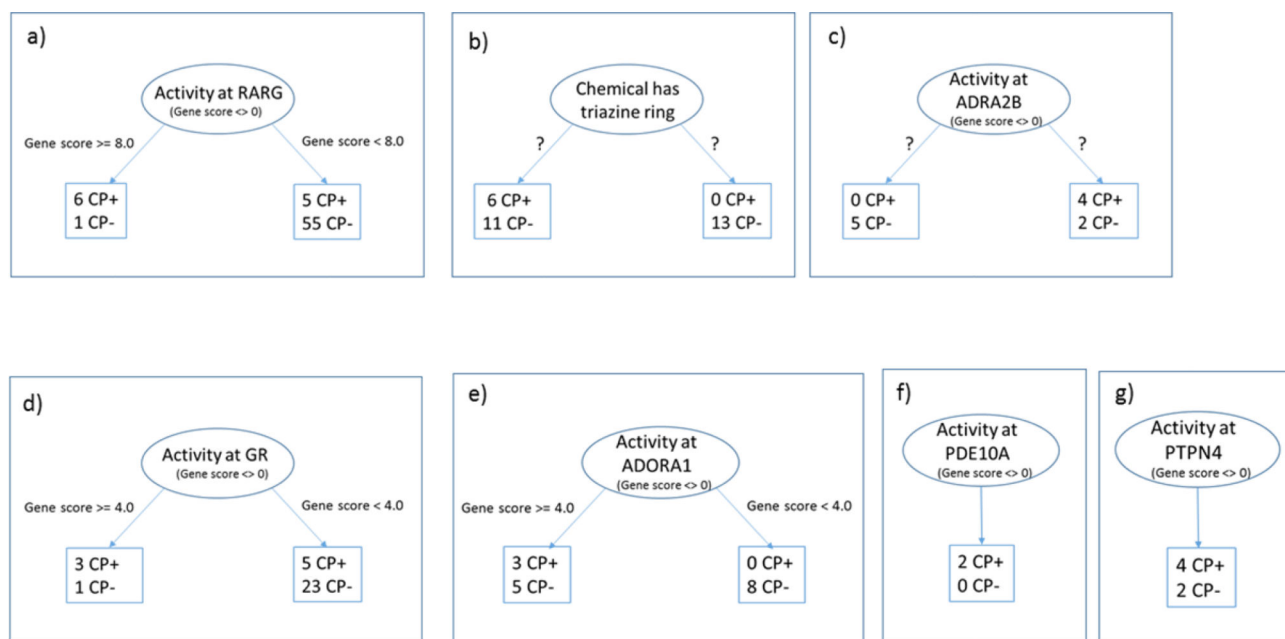 a)
Activity at RARG
(Gene score <> 0)
Gene score >= 8.0
Gene score < 8.0
6 CP+
1 CP-
5 CP+
55 CP-
b)
Chemical has
triazine ring
?
?
6 CP+
11 CP-
0 CP+
13 CP-
c)
Activity at
ADRA2B
(Gene score <> 0)
?
?
0 CP+
5 CP-
4 CP+
2 CP-
d)
Activity at GR
(Gene score <> 0)
Gene score >= 4.0
Gene score < 4.0
3 CP+
1 CP-
5 CP+
23 CP-
e)
Activity at
ADORA1
(Gene score <> 0)
Gene score >= 4.0
Gene score < 4.0
3 CP+
5 CP-
0 CP+
8 CP-
f)
Activity at
PDE10A
(Gene score <> 0)
2 CP+
0 CP-
g)
Activity at
PTPN4
(Gene score <> 0)
4 CP+
2 CP-